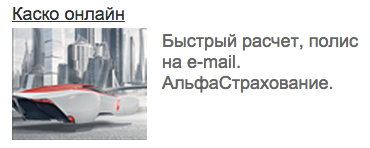 Каско онлайн
Быстрый расчет, полис
на e-mail.
АльфаСтрахование.